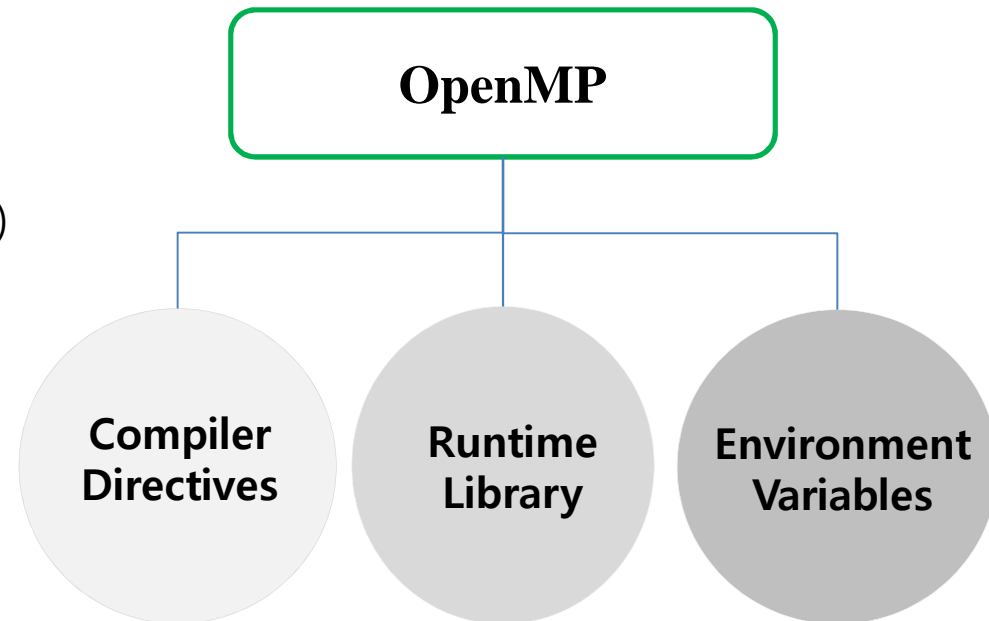 OpenMP
)
Compiler
Directives
Runtime
Library
Environment
Variables